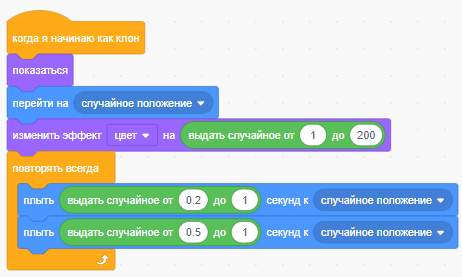 когда я начинаю как клон
показаться
перейти на случайное положение
изменить эффект цвет на выдать случайное от 1 до 200
повторять всегда
плыть выдать случайное от 0.2 до 1 секунд к случайное положение
плыть выдать случайное от 0.5 до 1 секунд к случайное положение